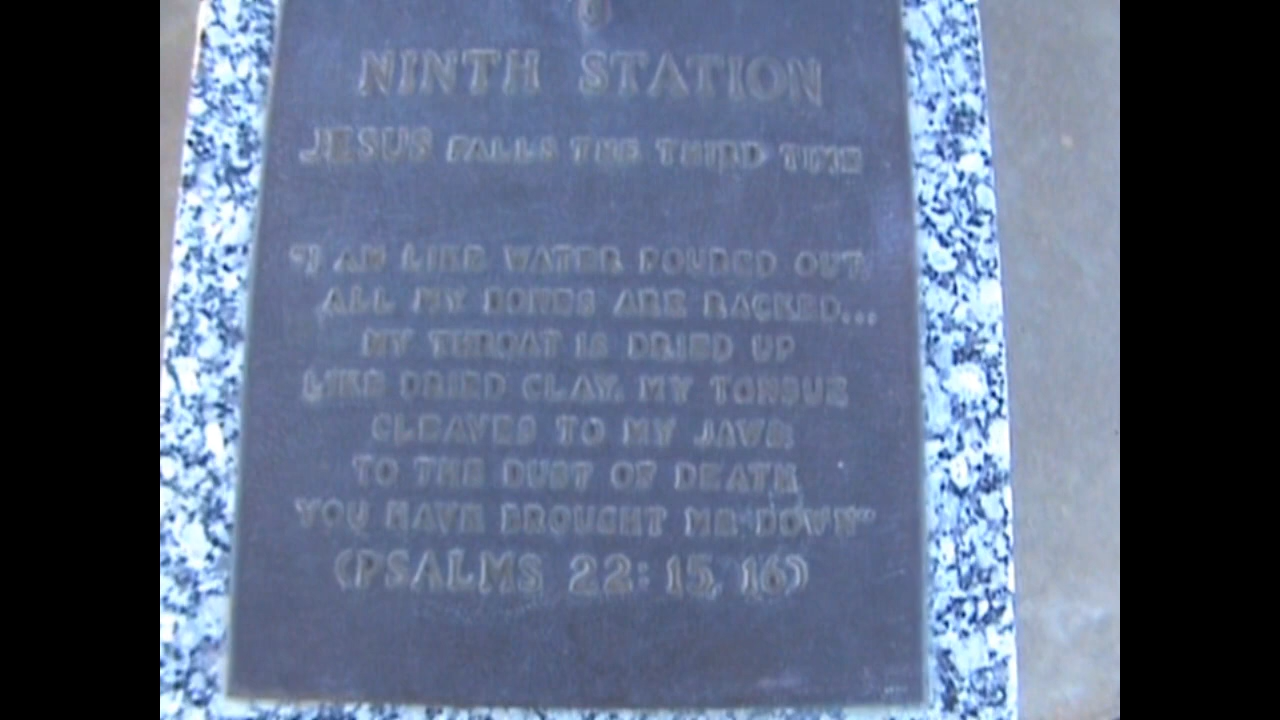 NINTH STATION
JESUS FALLS THE THIRD TIME
"I AM LIKE WATER POURED OUT
ALL MY BONES ARE RACKED...
MY THROAT IS DRIED UP
LIKE DRIED CLAY, MY TONGUE
CLEAVES TO MY JAWS
TO THE DUST OF DEATH
YOU HAVE BROUGHT ME DOWN"
(PSALMS 22: 15, 16)